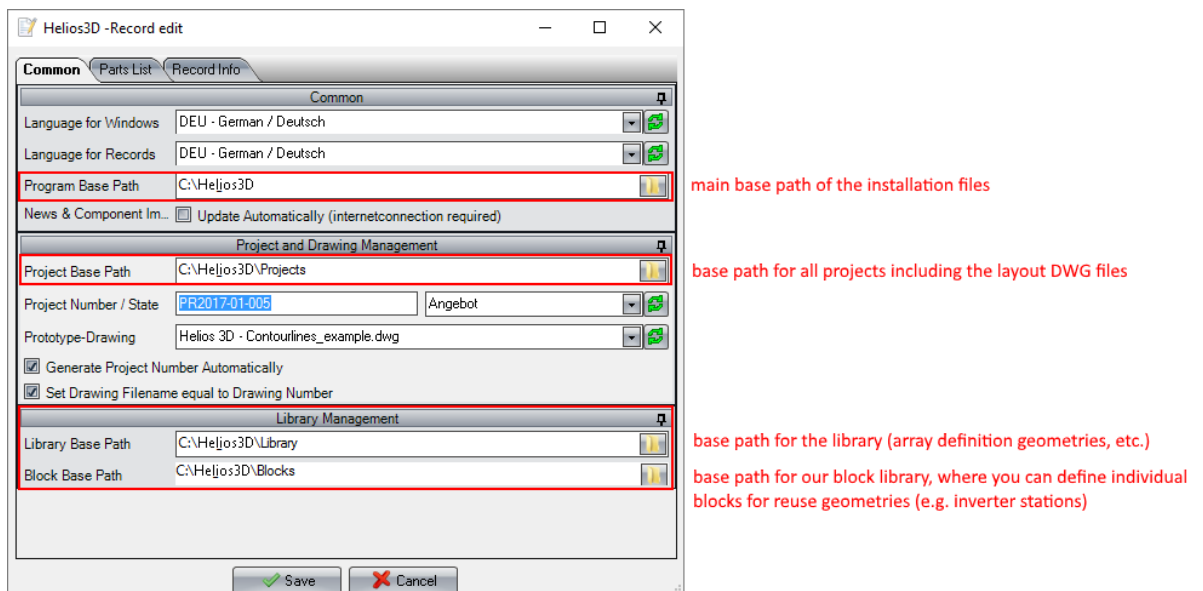 Helios3D -Record edit
Common Parts List Record Info
Common
Language for Windows DEU - German / Deutsch
Language for Records DEU - German / Deutsch
Program Base Path C:\Helios3D main base path of the installation files
News & Component Im... Update Automatically (internetconnection required)
Project and Drawing Management
Project Base Path C:\Helios3D\Projects base path for all projects including the layout DWG files
Project Number / State PR2017-01-005 Angebot
Prototype-Drawing Helios 3D - Contourlines_example.dwg
Generate Project Number Automatically
Set Drawing Filename equal to Drawing Number
Library Management
Library Base Path C:\Helios3D\Library base path for the library (array definition geometries, etc.)
Block Base Path C:\Helios3D\Blocks base path for our block library, where you can define individual
blocks for reuse geometries (e.g. inverter stations)
Save Cancel